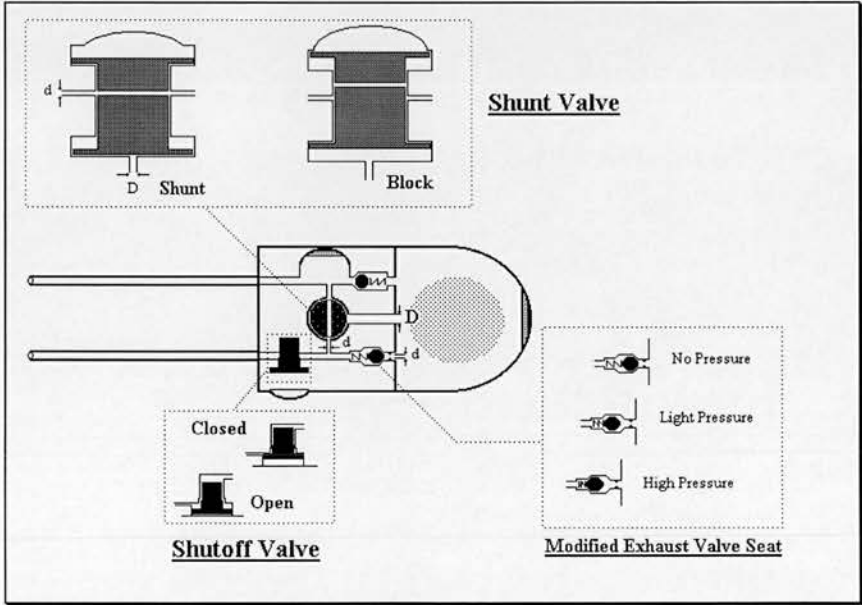 d
Shunt Valve
D
Shunt
Block
D
d
d
No Pressure
Light Pressure
High Pressure
Closed
Open
Shutoff Valve
Modified Exhaust Valve Seat